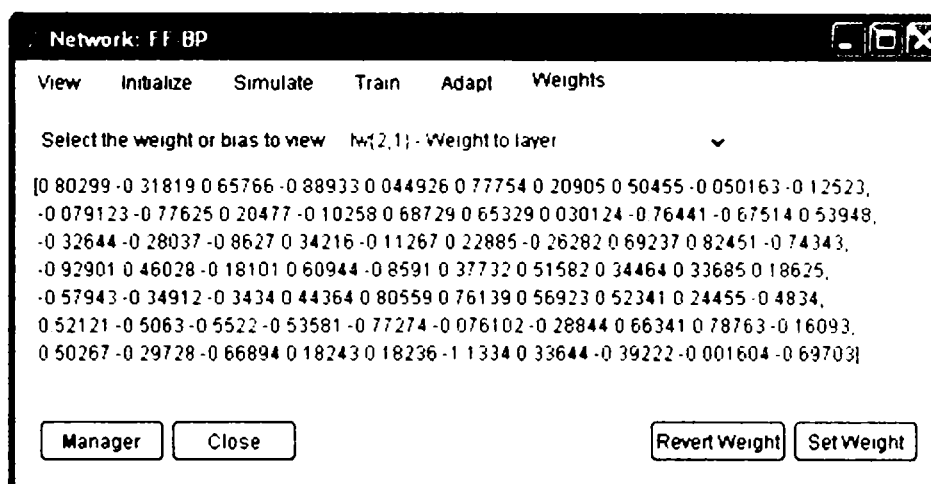 Network: FF-BP
View Initialize Simulate Train Adapt Weights
Select the weight or bias to view lw{2,1} - Weight to layer
[0.80299 -0.31819 0.65766 -0.88933 0.044926 0.77754 0.20905 0.50455 -0.050163 -0.12523,
-0.079123 -0.77625 0.20477 -0.10258 0.68729 0.65329 0.030124 -0.76441 -0.67514 0.53948,
-0.32644 -0.28037 -0.8627 0.34216 -0.11267 0.22885 -0.26282 0.69237 0.82451 -0.74343,
-0.92901 0.46028 -0.18101 0.60944 -0.8591 0.37732 0.51582 0.34464 0.33685 0.18625,
-0.57943 -0.34912 -0.3434 0.44364 0.80559 0.76139 0.56923 0.52341 0.24455 -0.4834,
0.52121 -0.5063 -0.5522 -0.53581 -0.77274 -0.076102 -0.28844 0.66341 0.78763 -0.16093,
0.50267 -0.29728 -0.66894 0.18243 0.18236 -1.1334 0.33644 -0.39222 -0.001604 -0.69703]
Manager Close Revert Weight Set Weight